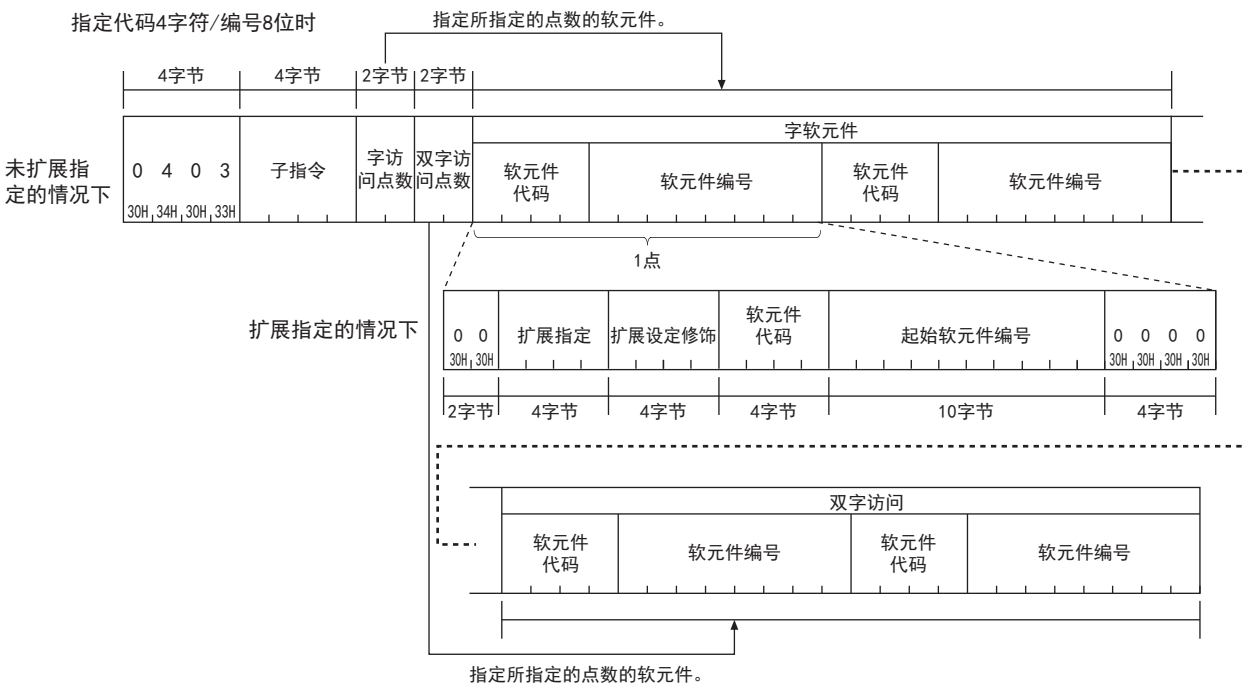 指定代码4字符/编号8位时
指定所指定的点数的软元件。
4字节 4字节 2字节 2字节
字软元件
未扩展指
定的情况下
0 4 0 3
30H 34H 30H 33H
子指令
字访
问点数
双字访
问点数
软元件
代码
软元件编号
软元件
代码
软元件编号
1点
扩展指定的情况下
0 0
30H 30H
扩展指定
扩展设定修饰
软元件
代码
起始软元件编号
0 0 0 0
30H 30H 30H 30H
2字节 4字节 4字节 4字节 10字节 4字节
双字访问
软元件
代码
软元件编号
软元件
代码
软元件编号
指定所指定的点数的软元件。